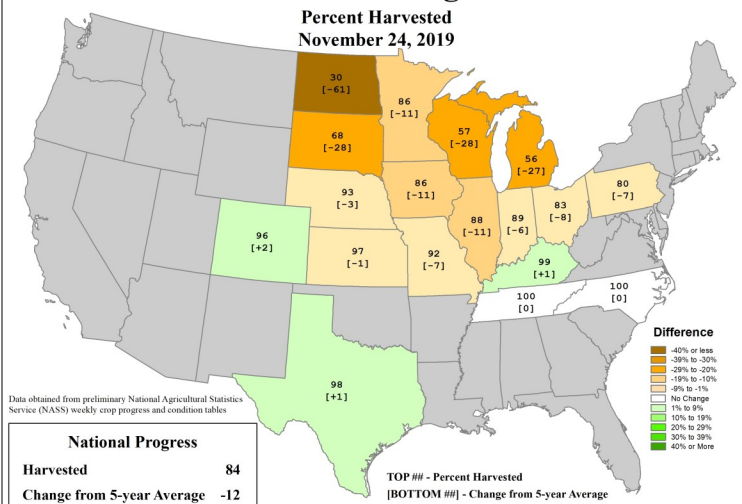 Percent Harvested
November 24, 2019
30
[-61]
86
[-11]
68
[-28]
57
[-28]
56
[-27]
93
[-3]
86
[-11]
80
[-7]
88
[-11]
89
[-6]
83
[-8]
96
[+2]
97
[-1]
92
[-7]
99
[+1]
100
[0]
100
[0]
98
[+1]
Difference
-40% or less
-39% to -30%
-29% to -20%
-19% to -10%
-9% to -1%
No Change
1% to 9%
10% to 19%
20% to 29%
30% to 39%
40% or More
Data obtained from preliminary National Agricultural Statistics
Service (NASS) weekly crop progress and condition tables
National Progress
Harvested 84
Change from 5-year Average -12
TOP ## - Percent Harvested
[BOTTOM ##] - Change from 5-year Average